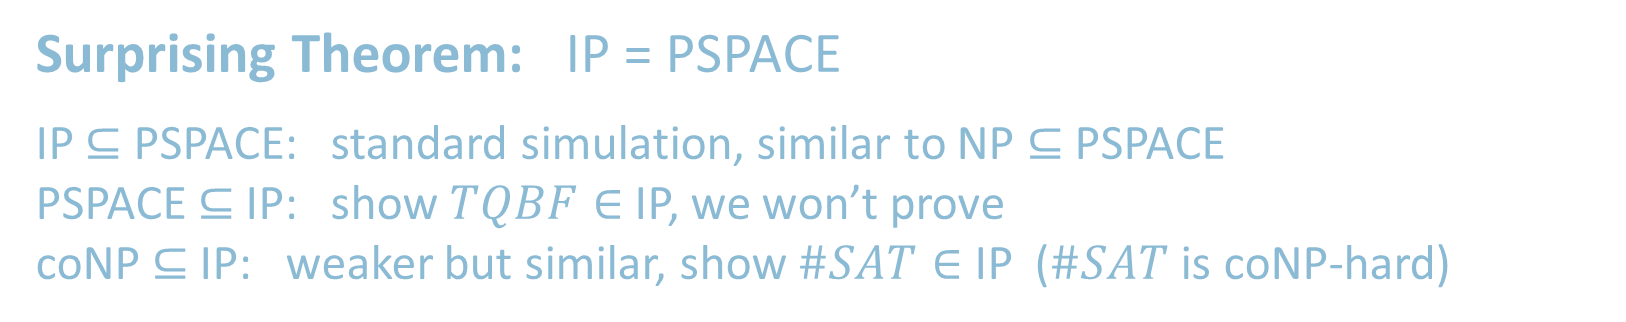 Surprising Theorem: IP = PSPACE
IP ⊆ PSPACE: standard simulation, similar to NP ⊆ PSPACE
PSPACE ⊆ IP: show 𝑇𝑄𝐵𝐹 ∈ IP, we won’t prove
coNP ⊆ IP: weaker but similar, show #𝑆𝐴𝑇 ∈ IP (#𝑆𝐴𝑇 is coNP-hard)